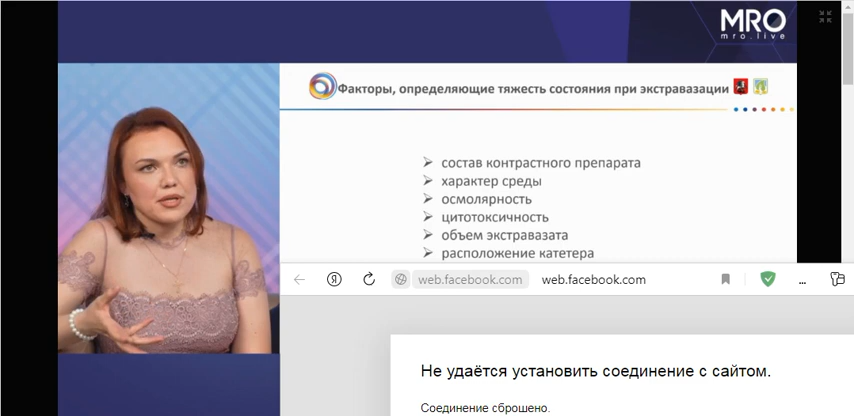 MRO
mro.live
Факторы, определяющие тяжесть состояния при экстравазации
состав контрастного препарата
характер среды
осмолярность
цитотоксичность
объем экстравазата
расположение катетера
web.facebook.com web.facebook.com
Не удаётся установить соединение с сайтом.
Соединение сброшено.